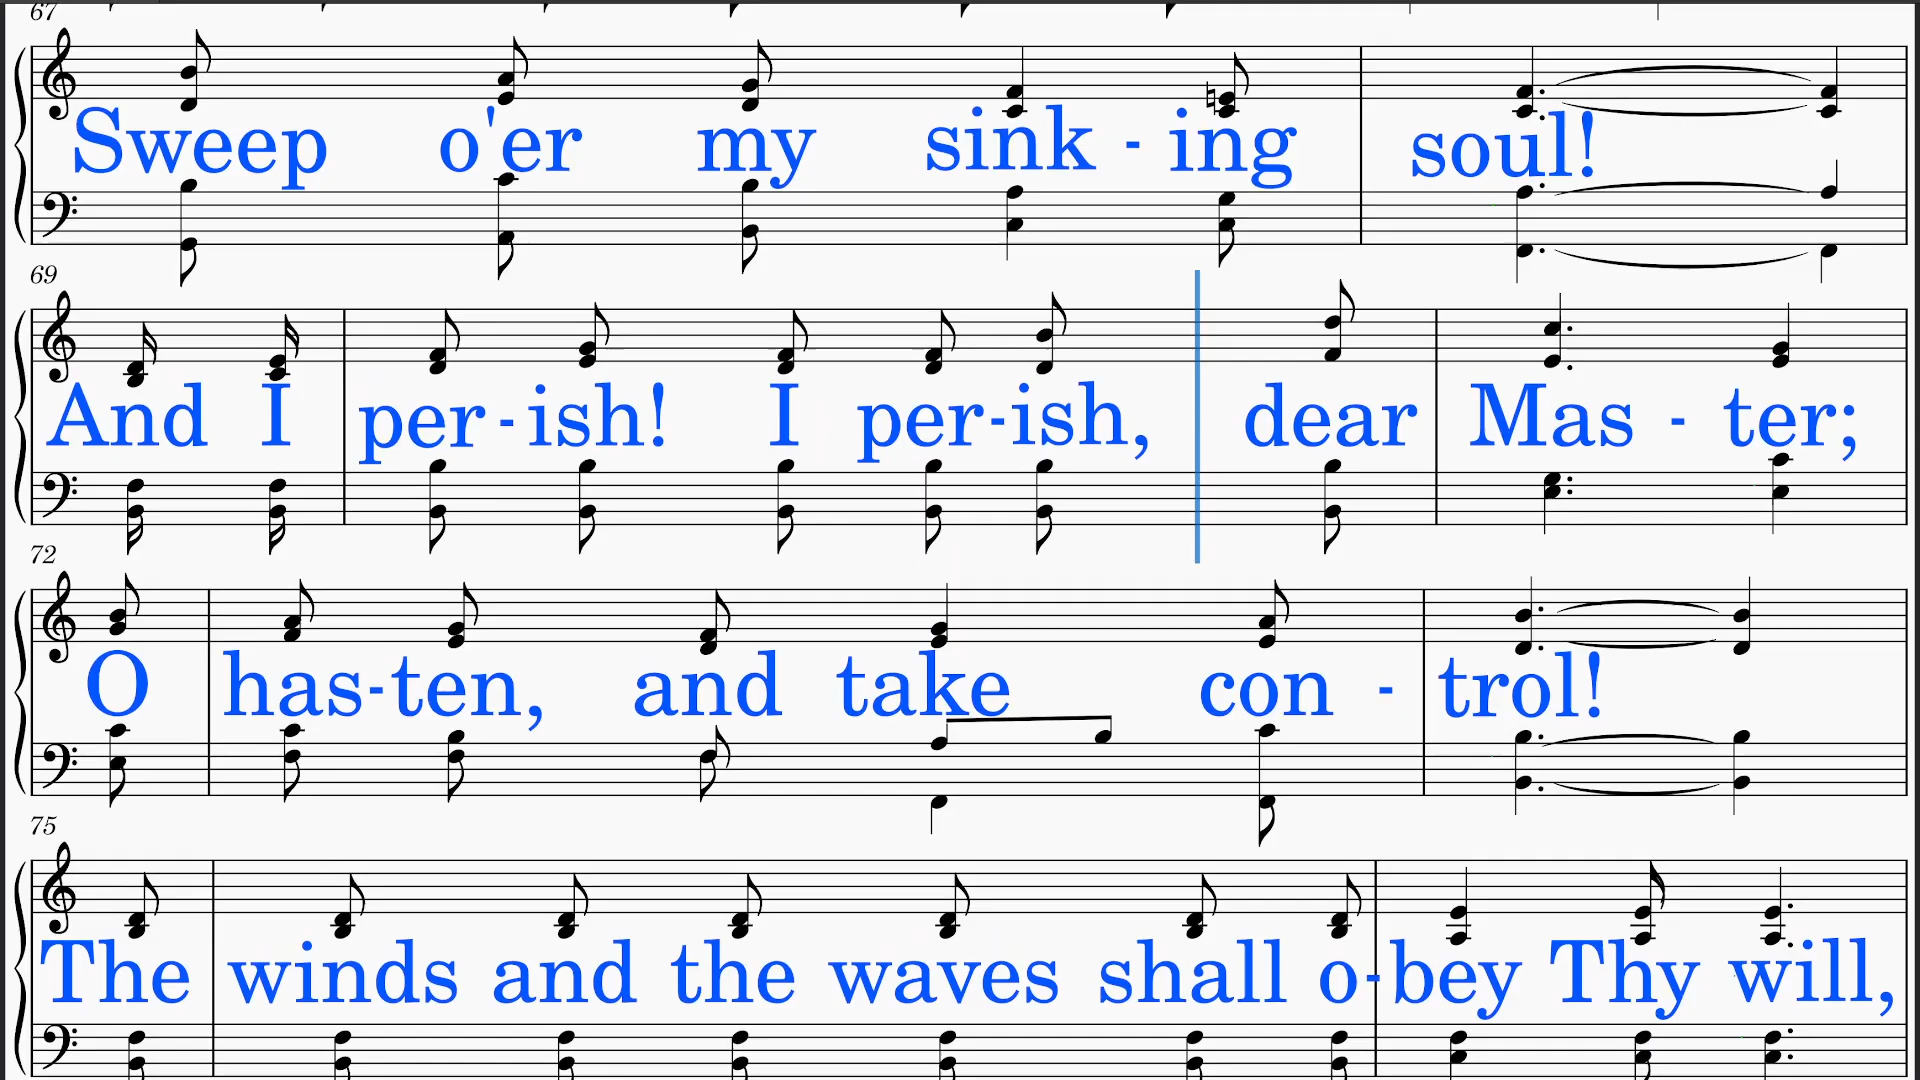 67
Sweep o'er my sink - ing soul!
69
And I per - ish! I per-ish, dear Mas - ter;
72
O has-ten, and take con - trol!
75
The winds and the waves shall o-bey Thy will,